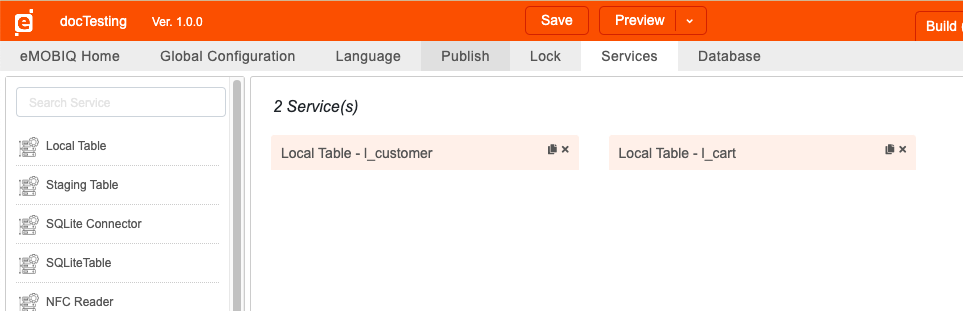 docTesting Ver. 1.0.0 Save Preview Build
eMOBIQ Home Global Configuration Language Publish Lock Services Database
Search Service
2 Service(s)
Local Table
Local Table - l_customer
Local Table - l_cart
Staging Table
SQLite Connector
SQLiteTable
NFC Reader